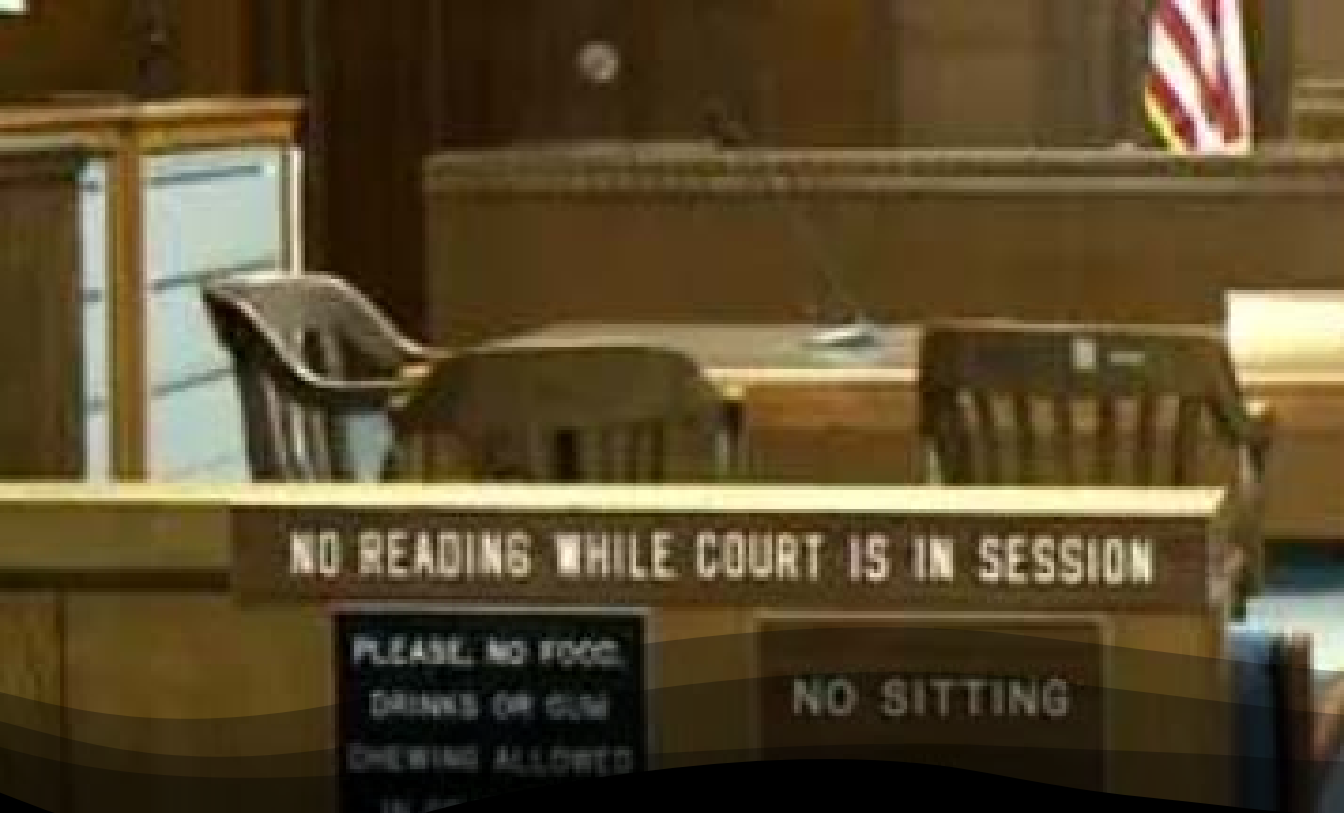 NO READING WHILE COURT IS IN SESSION
PLEASE, NO FOOD,
DRINKS OR GUM
CHEWING ALLOWED
NO SITTING